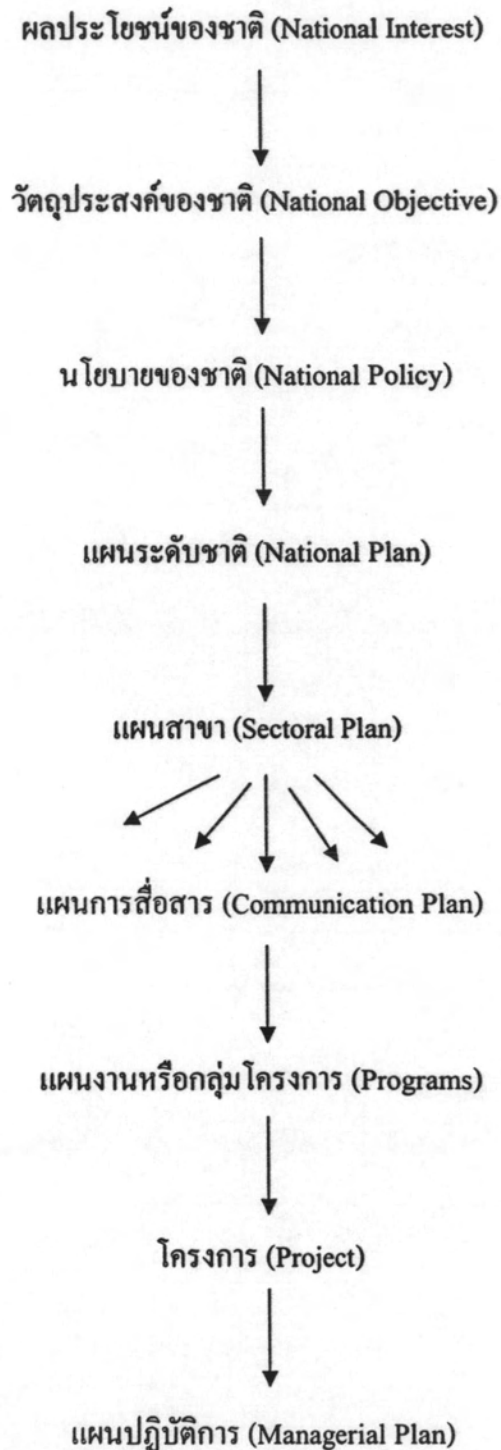 ผลประโยชน์ของชาติ (National Interest)
วัตถุประสงค์ของชาติ (National Objective)
นโยบายของชาติ (National Policy)
แผนระดับชาติ (National Plan)
แผนสาขา (Sectoral Plan)
แผนการสื่อสาร (Communication Plan)
แผนงานหรือกลุ่มโครงการ (Programs)
โครงการ (Project)
แผนปฏิบัติการ (Managerial Plan)